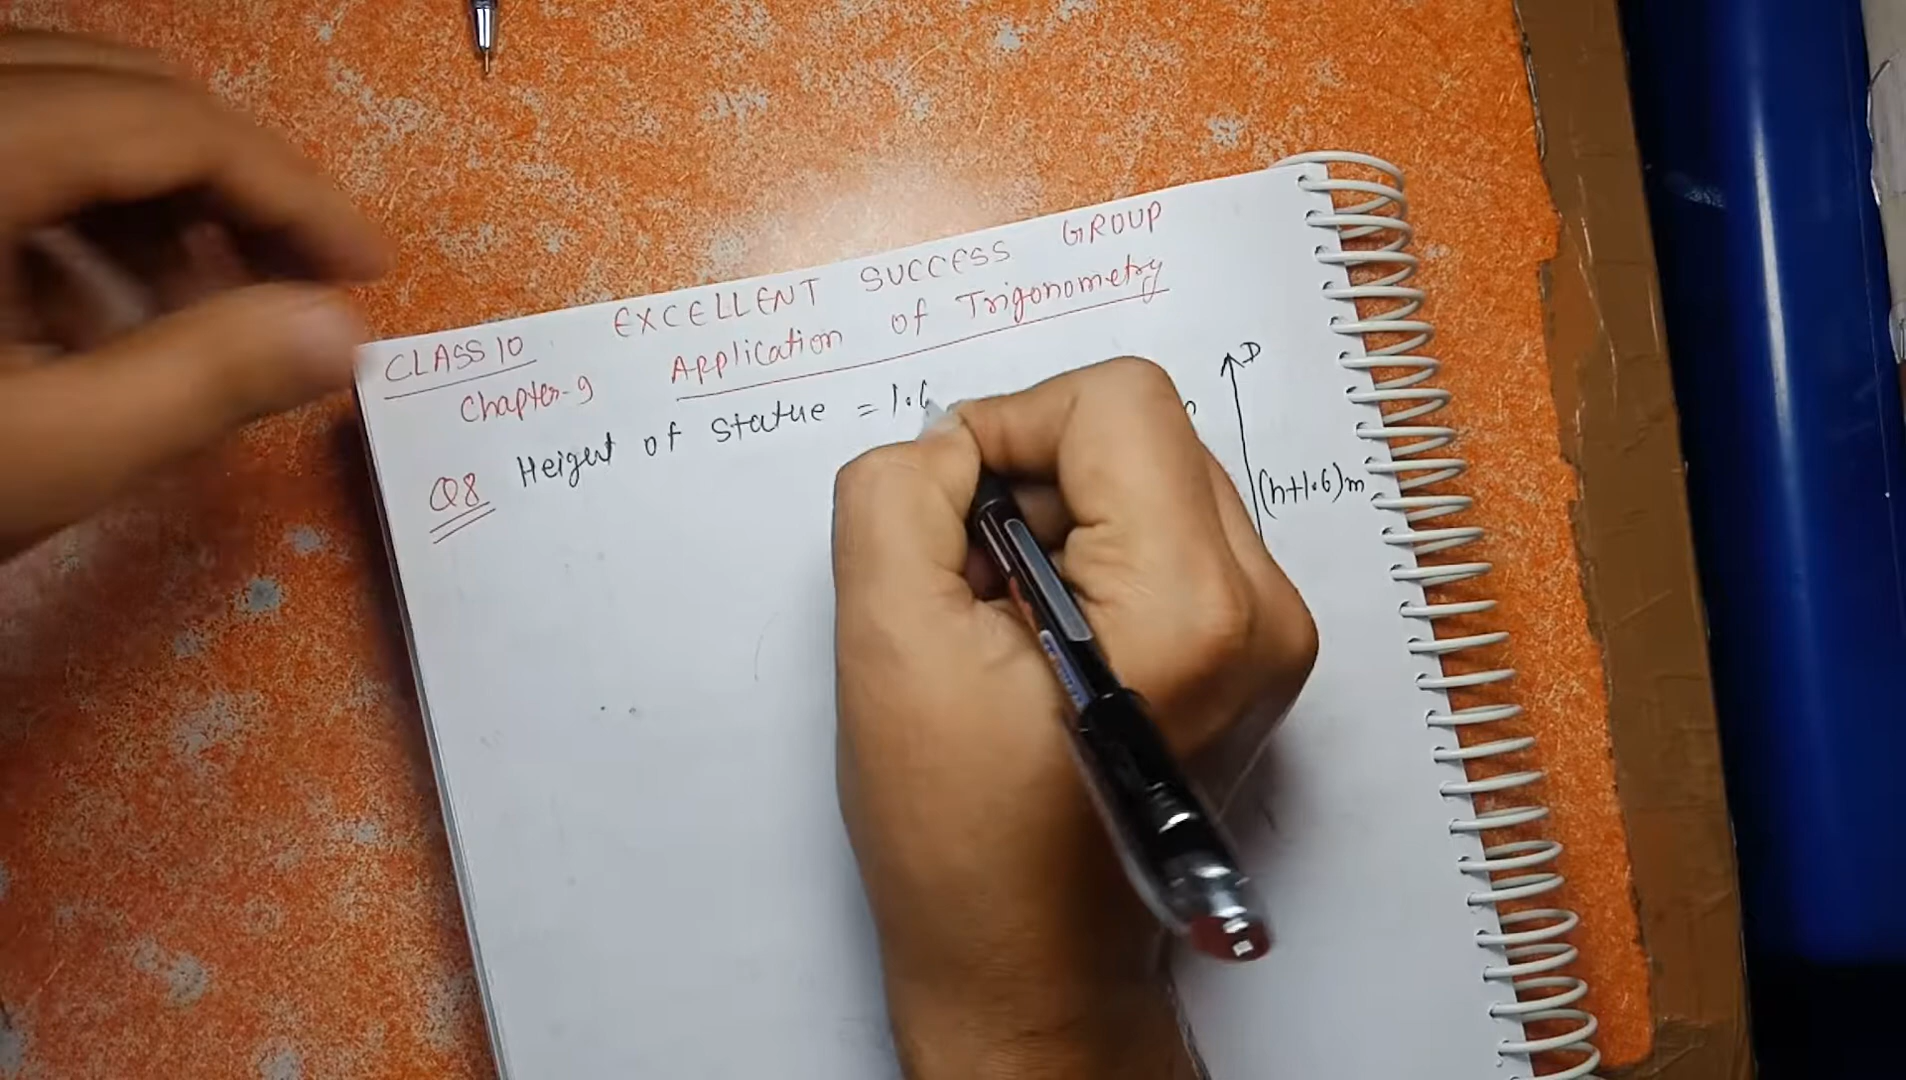 EXCELLENT SUCCESS GROUP
CLASS 10
Chapter-9 Application of Trigonometry
Q8 Height of statue = 1.6
D
(h+1.6)m